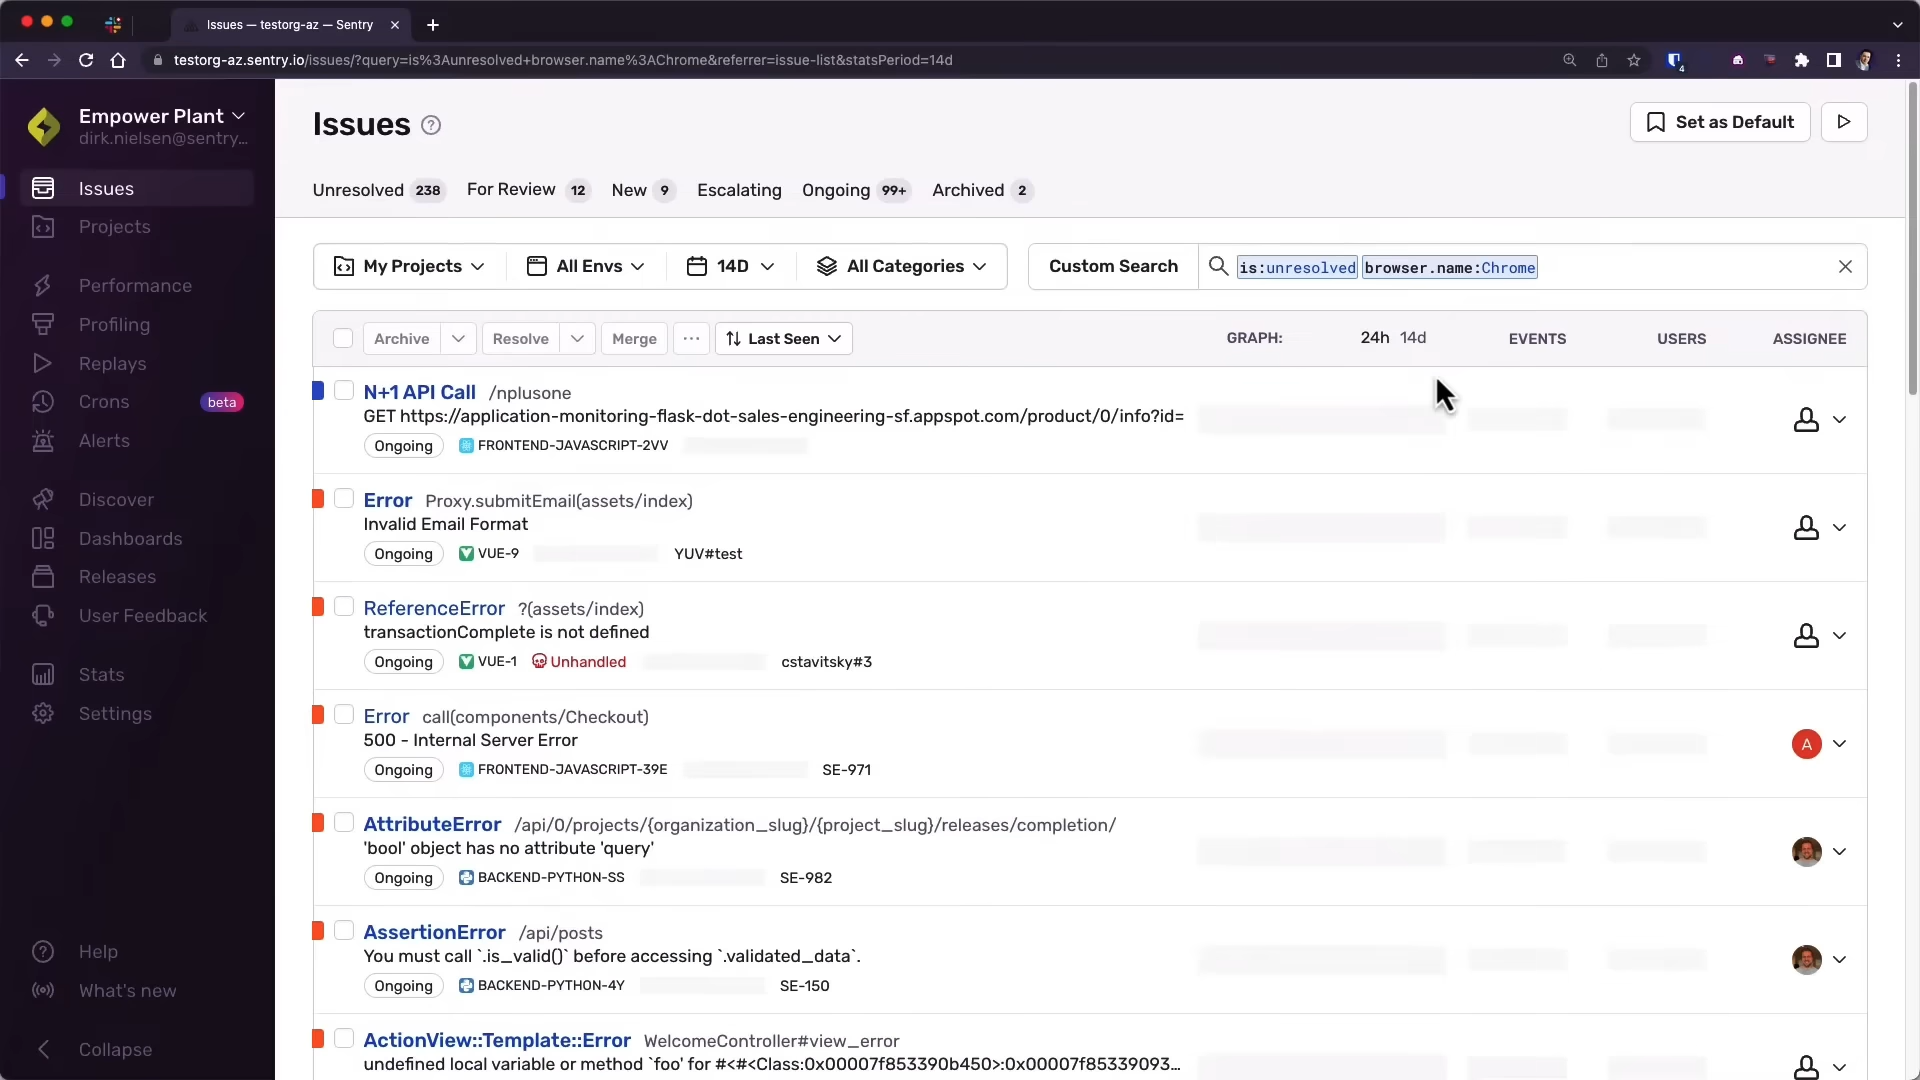 Issues — testorg-az — Sentry
testorg-az.sentry.io/issues/?query=is%3Aunresolved+browser.name%3AChrome&referrer=issue-list&statsPeriod=14d
4
Empower Plant
dirk.nielsen@sentry...
Issues
Projects
Performance
Profiling
Replays
Crons beta
Alerts
Discover
Dashboards
Releases
User Feedback
Stats
Settings
Help
What's new
Collapse
Issues ?
Set as Default
Unresolved 238 For Review 12 New 9 Escalating Ongoing 99+ Archived 2
My Projects All Envs 14D All Categories Custom Search is:unresolved browser.name:Chrome
Archive Resolve Merge ... Last Seen GRAPH: 24h 14d EVENTS USERS ASSIGNEE
N+1 API Call /nplusone
GET https://application-monitoring-flask-dot-sales-engineering-sf.appspot.com/product/0/info?id=
Ongoing FRONTEND-JAVASCRIPT-2VV
Error Proxy.submitEmail(assets/index)
Invalid Email Format
Ongoing VUE-9 YUV#test
ReferenceError ?(assets/index)
transactionComplete is not defined
Ongoing VUE-1 Unhandled cstavitsky#3
Error call(components/Checkout)
500 - Internal Server Error
Ongoing FRONTEND-JAVASCRIPT-39E SE-971
A
AttributeError /api/0/projects/{organization_slug}/{project_slug}/releases/completion/
'bool' object has no attribute 'query'
Ongoing BACKEND-PYTHON-SS SE-982
AssertionError /api/posts
You must call `.is_valid()` before accessing `.validated_data`.
Ongoing BACKEND-PYTHON-4Y SE-150
ActionView::Template::Error WelcomeController#view_error
undefined local variable or method `foo' for #<#<Class:0x00007f853390b450>:0x00007f85339093...